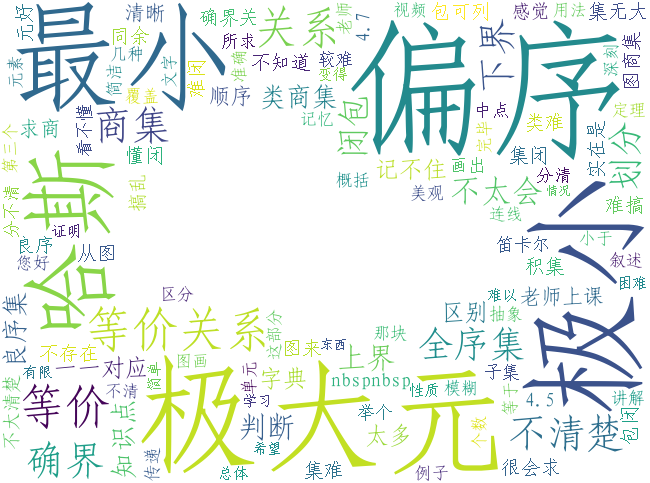 元好 清晰 确界关 关系 老师 4.7 视频 包可列 感觉 用法 集无大
最小 偏序
元素 同余 几种 所求 不知道 较难 下界 图商集 深刻
简洁 文字 难闭 准确 变得
覆盖 顺序 类商集 闭包 完毕 中点 定理
看不懂 求商 商集 记忆 记不住 画出 类难 划分 实在是
第三个 懂闭 集闭 分清
哈斯 概括 美观 不太会 情况 难搞
分不清 搞乱 连线 极小
证明
良序 从图 笛卡尔 小于
您好 积集 叙述
区分 难以 困难
良序集 等价关系 这部分 那块 区别 老师上课 抽象
不存在 图画 图来 东西 全序集
不大清楚 有限 一一对应 简单 单元 字典 上界 nbspnbsp 子集 4.5
等价 不清 学习 性质 模糊 等于 讲解 包闭
极大元 举个 不清楚
知识点 判断 希望 太多 个数
确界 传递 总体 集难 例子 很会求